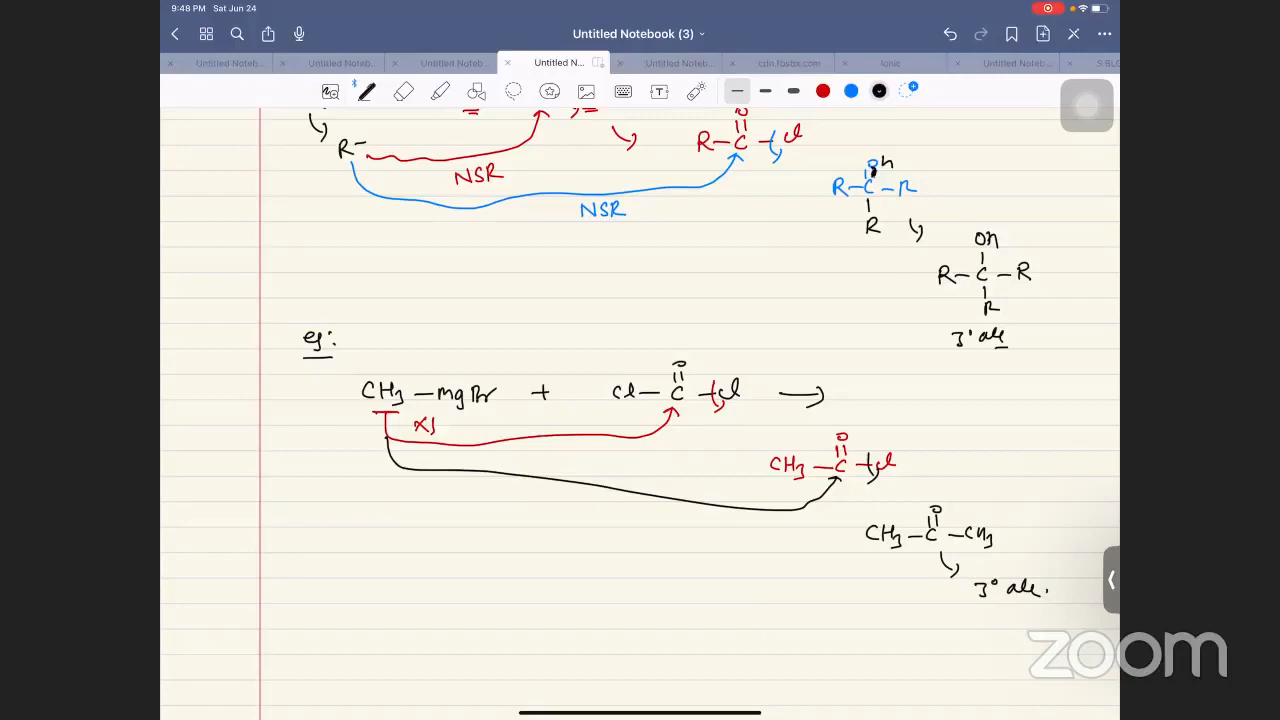 9:48 PM Sat Jun 24
Untitled Notebook (3)
Untitled Noteb...
Untitled Noteb...
Untitled Noteb...
Untitled N...
Untitled Noteb...
cdn.fbsbx.com
Ionic
Untitled Noteb...
S BLO
O
R-
R-C-Cl
NSR
NSR
R-C-R
R
OH
R-C-R
R
3° alc
eg:
O
CH3-MgBr + Cl-C-Cl →
XS
O
CH3-C-Cl
O
CH3-C-CH3
3° alc.
zoom